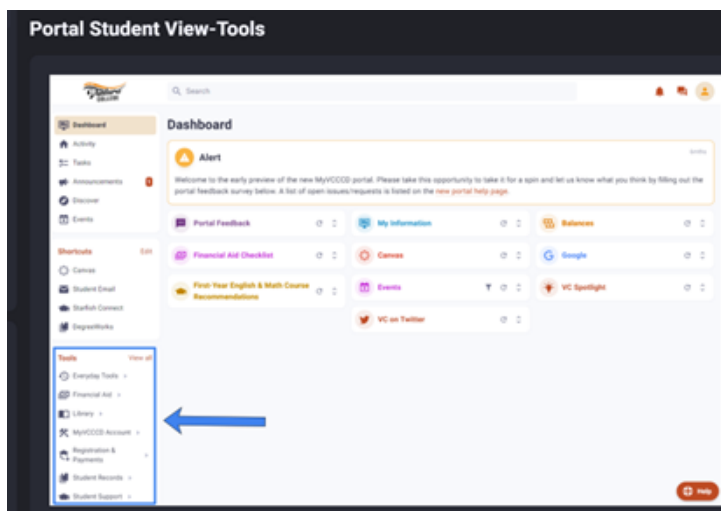 Portal Student View-Tools
Ventura
COLLEGE
Search
Dashboard
Activity
Tasks
Announcements
Discover
Events
Shortcuts Edit
Canvas
Student Email
Starfish Connect
DegreeWorks
Tools View all
Everyday Tools
Financial Aid
Library
MyVCCCD Account
Registration &
Payments
Student Records
Student Support
Dashboard
Alert
Welcome to the early preview of the new MyVCCCD portal. Please take this opportunity to take it for a spin and let us know what you think by filling out the
portal feedback survey below. A list of open issues/requests is listed on the new portal help page.
Portal Feedback
My Information
Balances
Financial Aid Checklist
Canvas
Google
First-Year English & Math Course
Recommendations
Events
VC Spotlight
VC on Twitter
Help